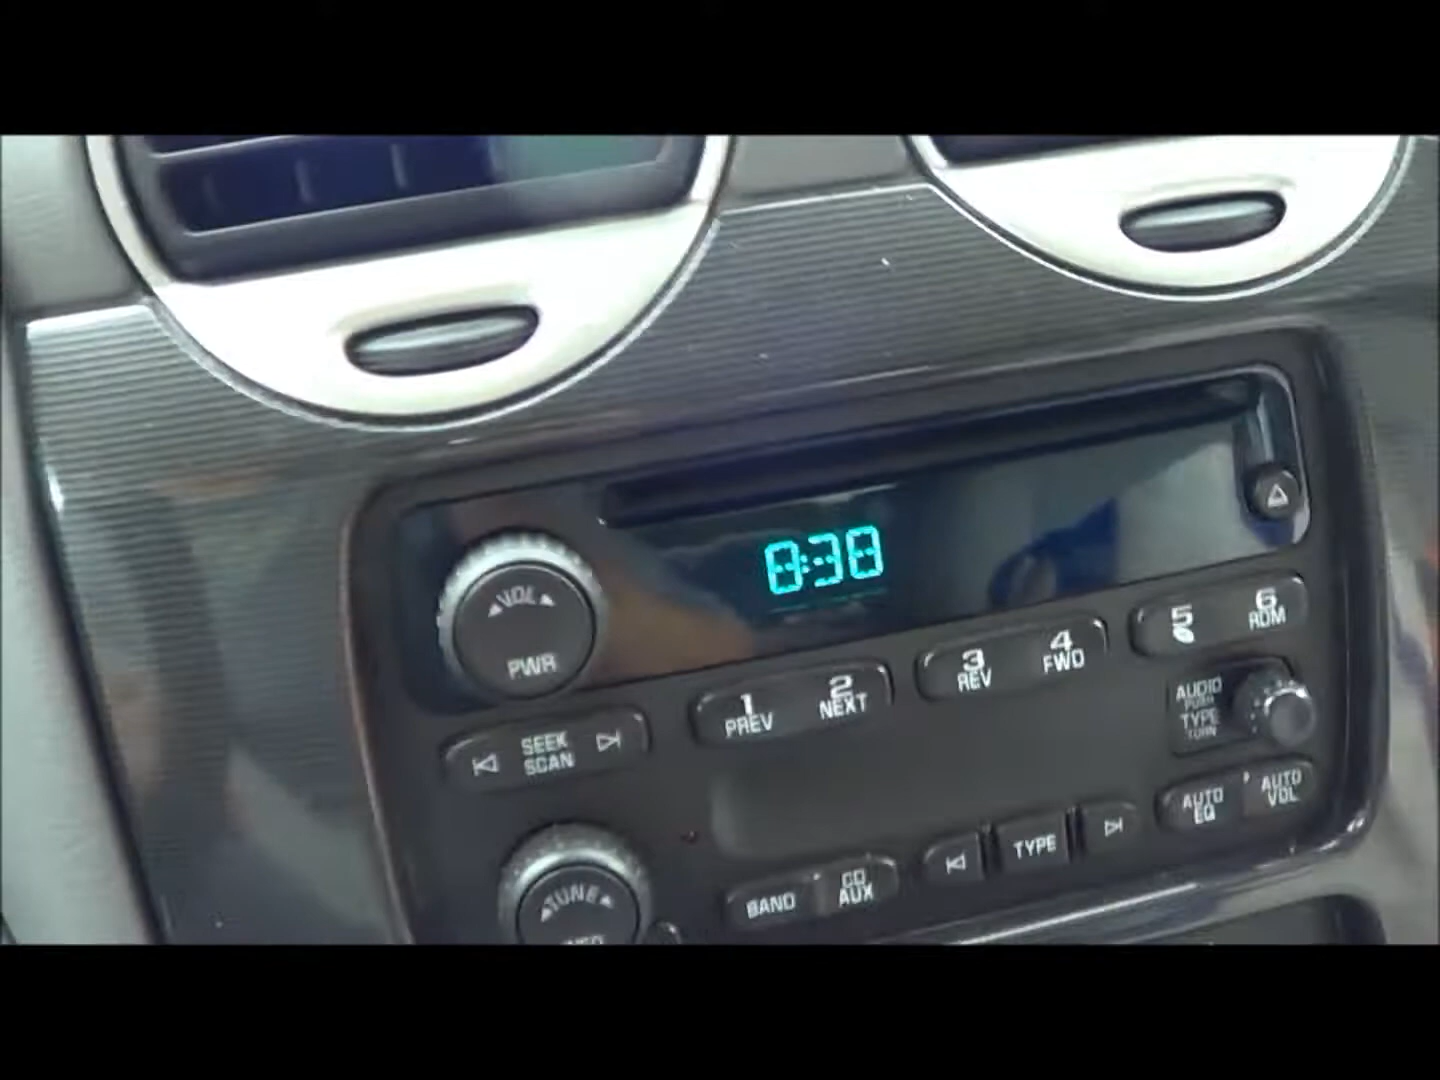 8:38
VOL
PWR
1 PREV
2 NEXT
3 REV
4 FWD
5
6 RDM
SEEK
SCAN
AUDIO
PUSH
TYPE
TURN
AUTO
EQ
AUTO
VOL
TYPE
BAND
CD
AUX
TUNE